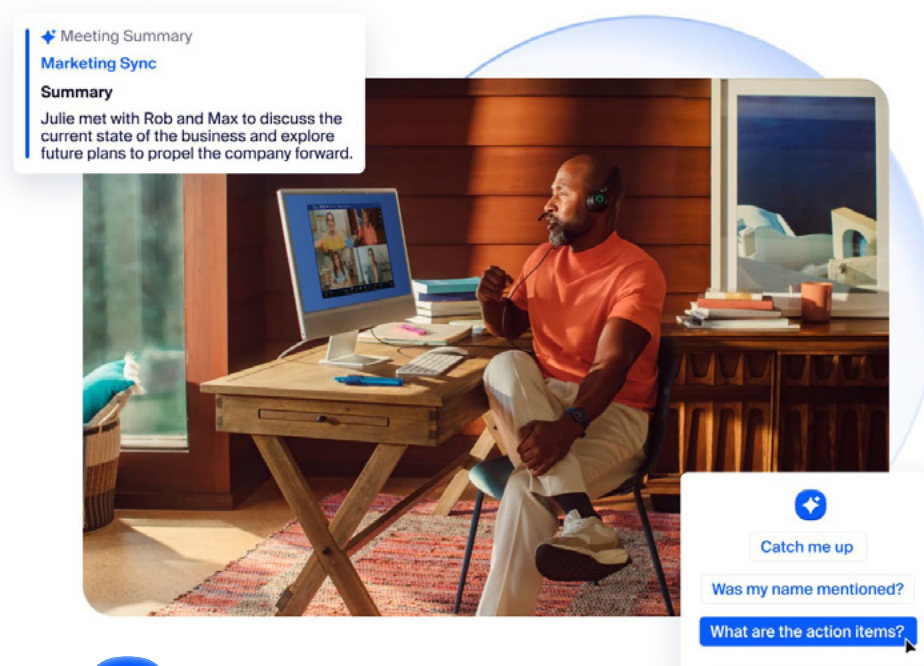 Meeting Summary
Marketing Sync
Summary
Julie met with Rob and Max to discuss the
current state of the business and explore
future plans to propel the company forward.
Catch me up
Was my name mentioned?
What are the action items?